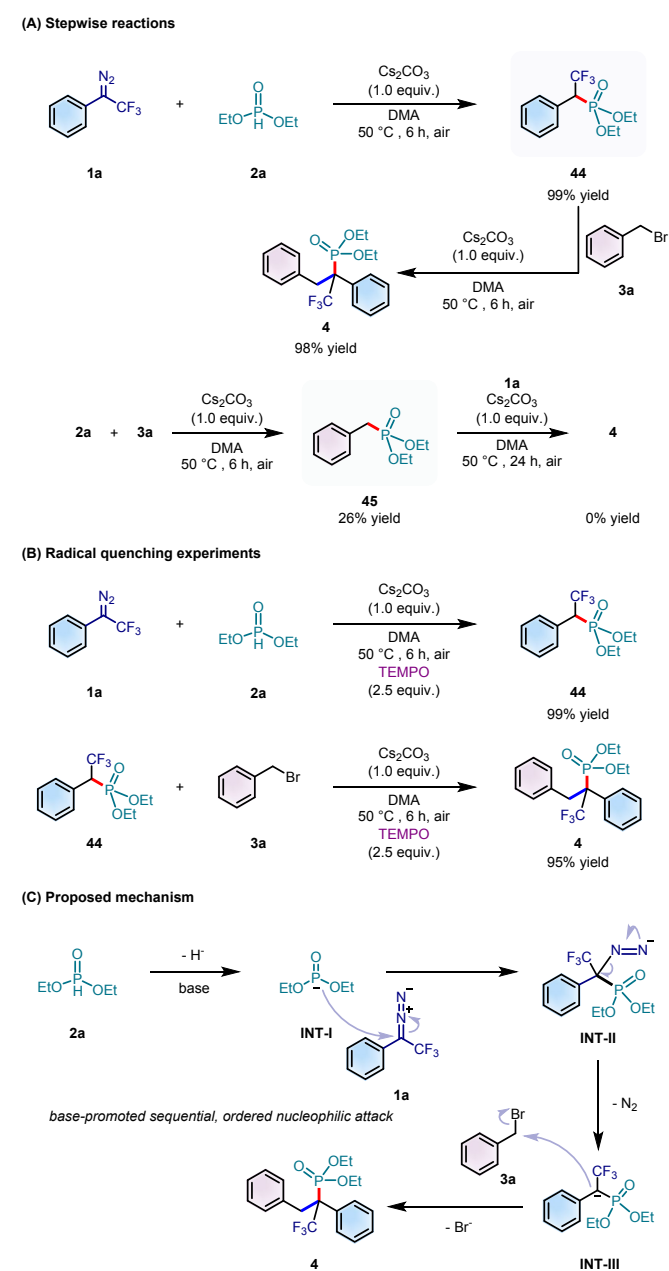 (A) Stepwise reactions
N2
CF3
1a
+
O
EtO P OEt
H
2a
Cs2CO3
(1.0 equiv.)
DMA
50 °C , 6 h, air
CF3
O
P OEt
OEt
44
99% yield
Br
3a
Cs2CO3
(1.0 equiv.)
DMA
50 °C , 6 h, air
O OEt
P OEt
F3C
4
98% yield
2a + 3a
Cs2CO3
(1.0 equiv.)
DMA
50 °C , 6 h, air
O
P OEt
OEt
45
26% yield
1a
Cs2CO3
(1.0 equiv.)
DMA
50 °C , 24 h, air
4
0% yield
(B) Radical quenching experiments
N2
CF3
1a
+
O
EtO P OEt
H
2a
Cs2CO3
(1.0 equiv.)
DMA
50 °C , 6 h, air
TEMPO
(2.5 equiv.)
CF3
O
P OEt
OEt
44
99% yield
CF3
O
P OEt
OEt
44
+
Br
3a
Cs2CO3
(1.0 equiv.)
DMA
50 °C , 6 h, air
TEMPO
(2.5 equiv.)
O OEt
P OEt
F3C
4
95% yield
(C) Proposed mechanism
O
EtO P OEt
H
2a
- H-
base
O
EtO P OEt
-
INT-I
N-
N+
CF3
1a
F3C N=N-
O
P
EtO OEt
INT-II
- N2
base-promoted sequential, ordered nucleophilic attack
Br
3a
CF3
- O
P
EtO OEt
INT-III
- Br-
O OEt
P OEt
F3C
4